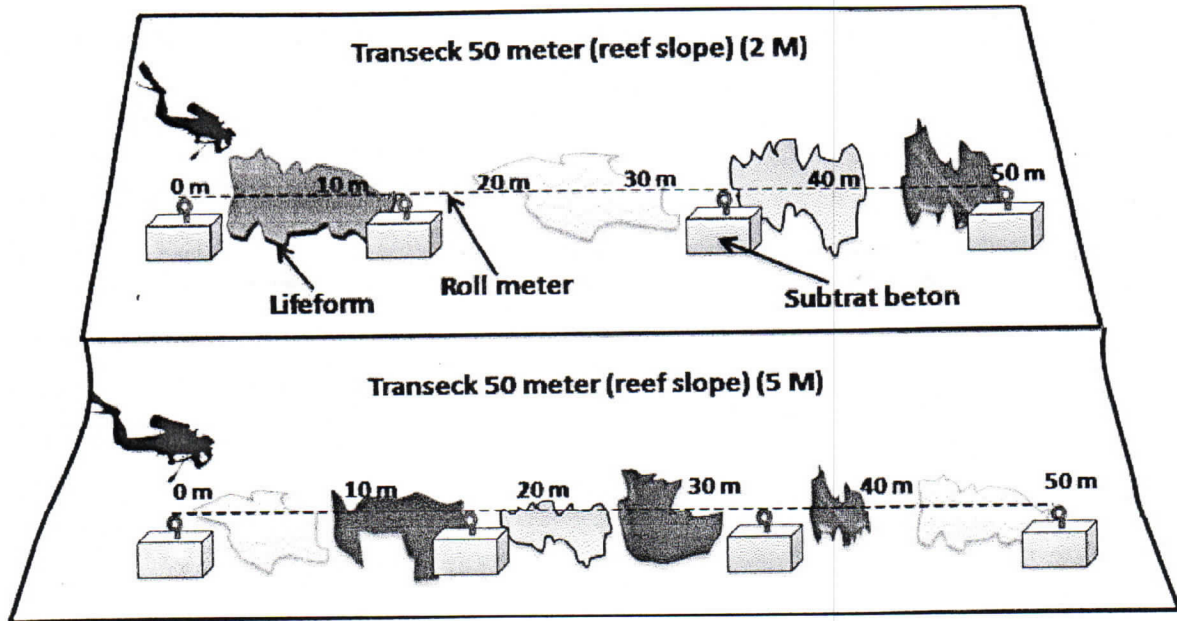 Transeck 50 meter (reef slope) (2 M)
0 m 10 m 20 m 30 m 40 m 50 m
Lifeform Roll meter Subtrat beton
Transeck 50 meter (reef slope) (5 M)
0 m 10 m 20 m 30 m 40 m 50 m